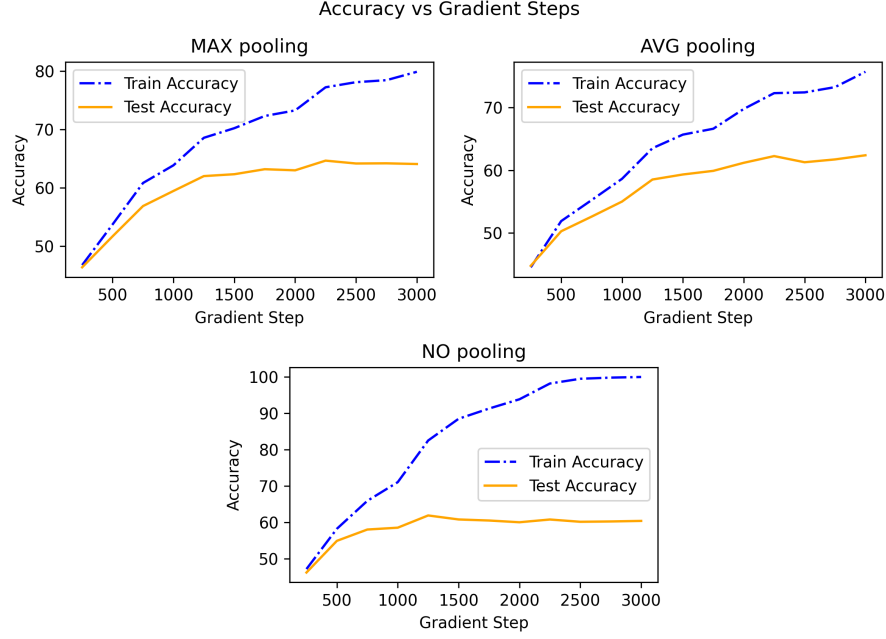 Accuracy vs Gradient Steps
MAX pooling
Train Accuracy
Test Accuracy
80
70
60
50
Accuracy
500 1000 1500 2000 2500 3000
Gradient Step
AVG pooling
Train Accuracy
Test Accuracy
70
60
50
Accuracy
500 1000 1500 2000 2500 3000
Gradient Step
NO pooling
100
90
80
70
60
50
Accuracy
Train Accuracy
Test Accuracy
500 1000 1500 2000 2500 3000
Gradient Step